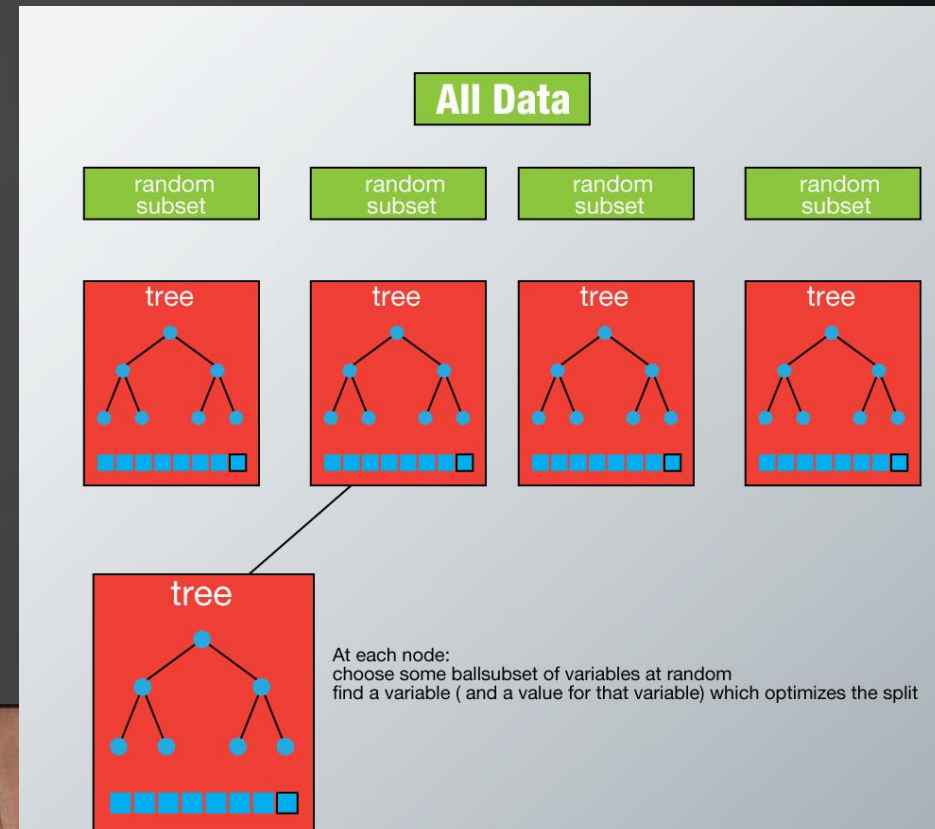 All Data
random
subset
random
subset
random
subset
random
subset
tree
tree
tree
tree
tree
At each node:
choose some ballsubset of variables at random
find a variable ( and a value for that variable) which optimizes the split